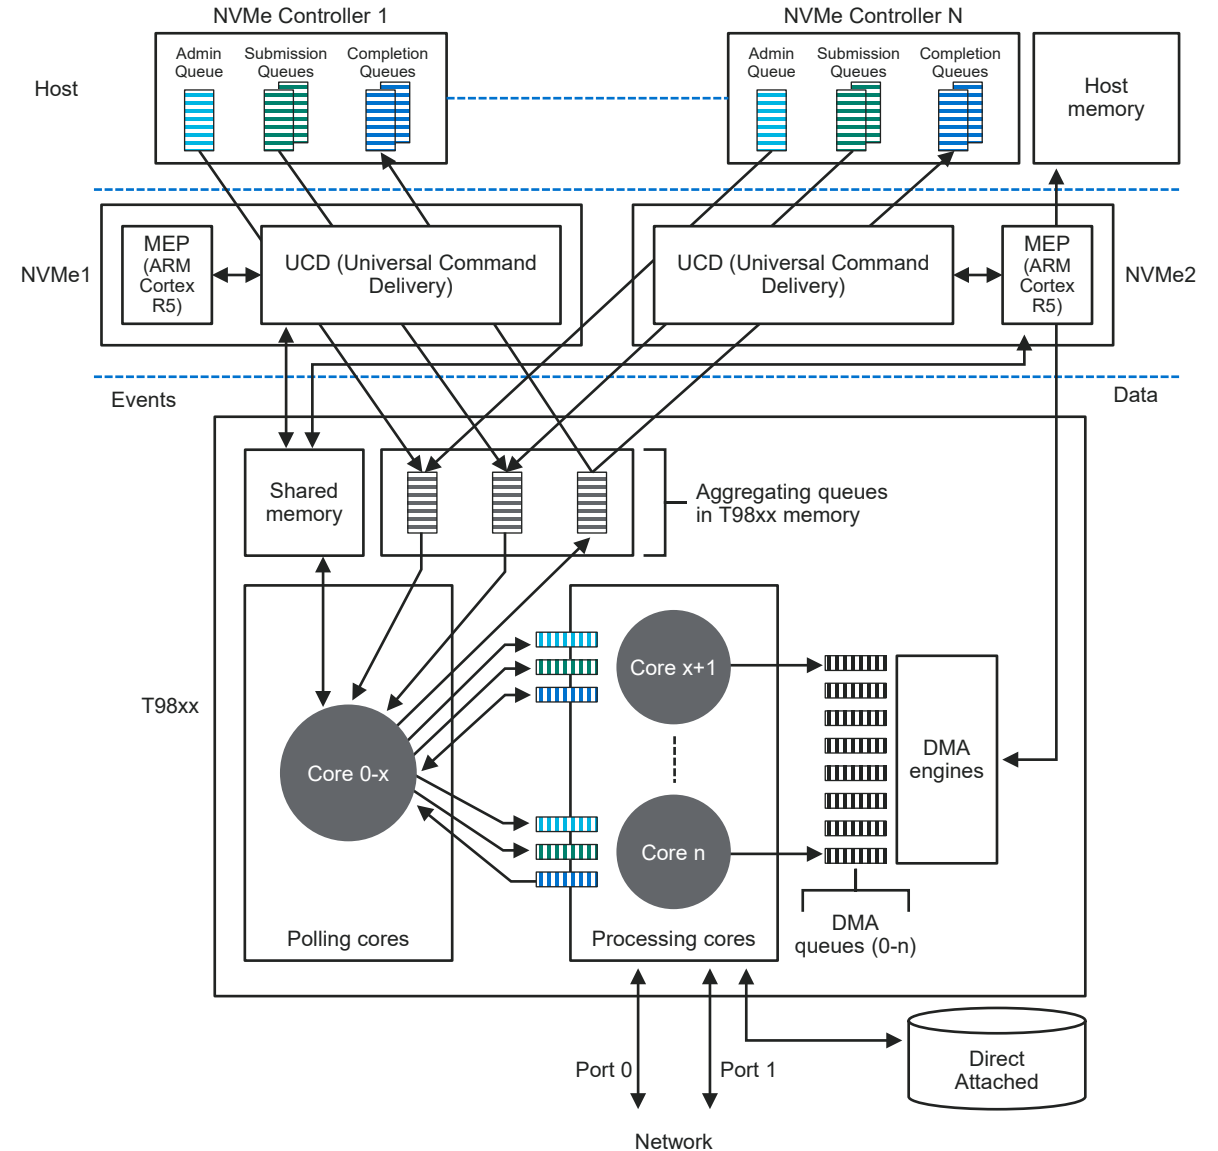 NVMe Controller 1
NVMe Controller N
Admin
Queue
Submission
Queues
Completion
Queues
Admin
Queue
Submission
Queues
Completion
Queues
Host
Host
memory
NVMe1
MEP
(ARM
Cortex
R5)
UCD (Universal Command
Delivery)
UCD (Universal Command
Delivery)
MEP
(ARM
Cortex
R5)
NVMe2
Events
Data
Shared
memory
Aggregating queues
in T98xx memory
T98xx
Core 0-x
Core x+1
Core n
DMA
engines
Polling cores
Processing cores
DMA
queues (0-n)
Port 0
Port 1
Direct
Attached
Network